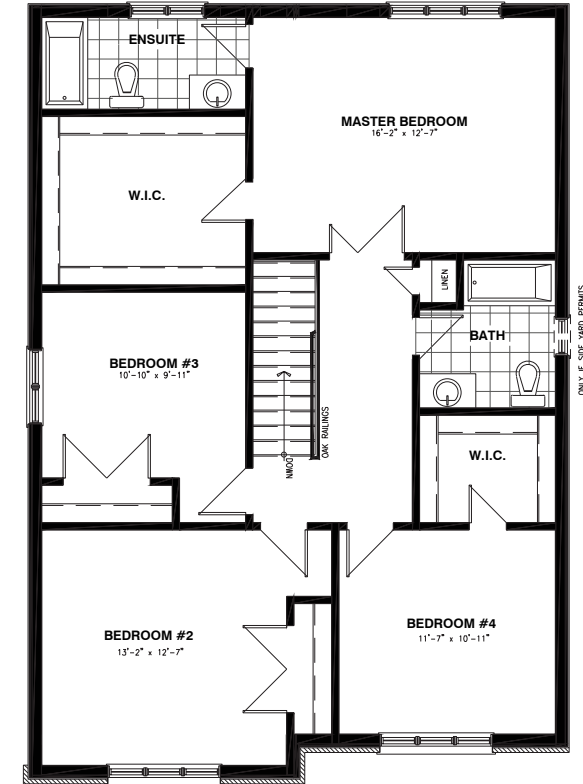 ENSUITE
MASTER BEDROOM
16'-2" x 12'-7"
W.I.C.
LINEN
BATH
ONLY IF SIDE YARD PERMITS
BEDROOM #3
10'-10" x 9'-11"
OAK RAILINGS
DOWN
W.I.C.
BEDROOM #2
13'-2" x 12'-7"
BEDROOM #4
11'-7" x 10'-11"